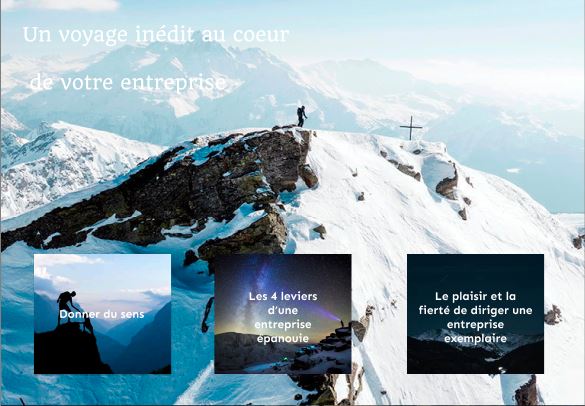 Un voyage inédit au coeur
de votre entreprise
Donner du sens
Les 4 leviers
d'une
entreprise
épanouie
Le plaisir et la
fierté de diriger une
entreprise
exemplaire